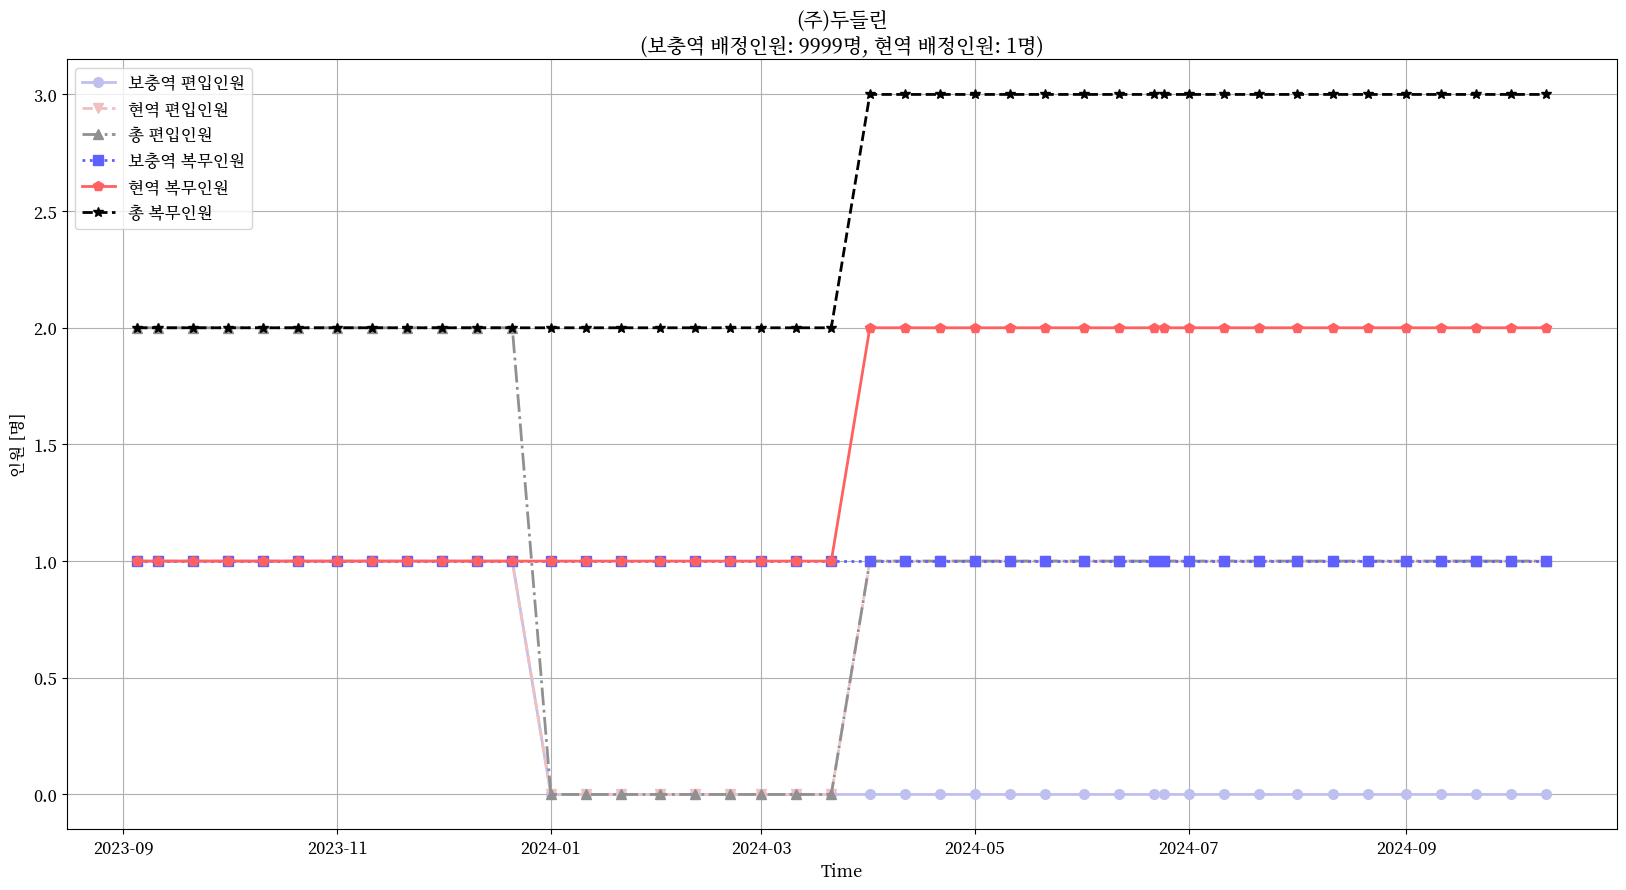 (주)두들린
(보충역 배정인원: 9999명, 현역 배정인원: 1명)
보충역 편입인원
현역 편입인원
총 편입인원
보충역 복무인원
현역 복무인원
총 복무인원
3.0
2.5
2.0
1.5
1.0
0.5
0.0
인원 [명]
2023-09
2023-11
2024-01
2024-03
2024-05
2024-07
2024-09
Time